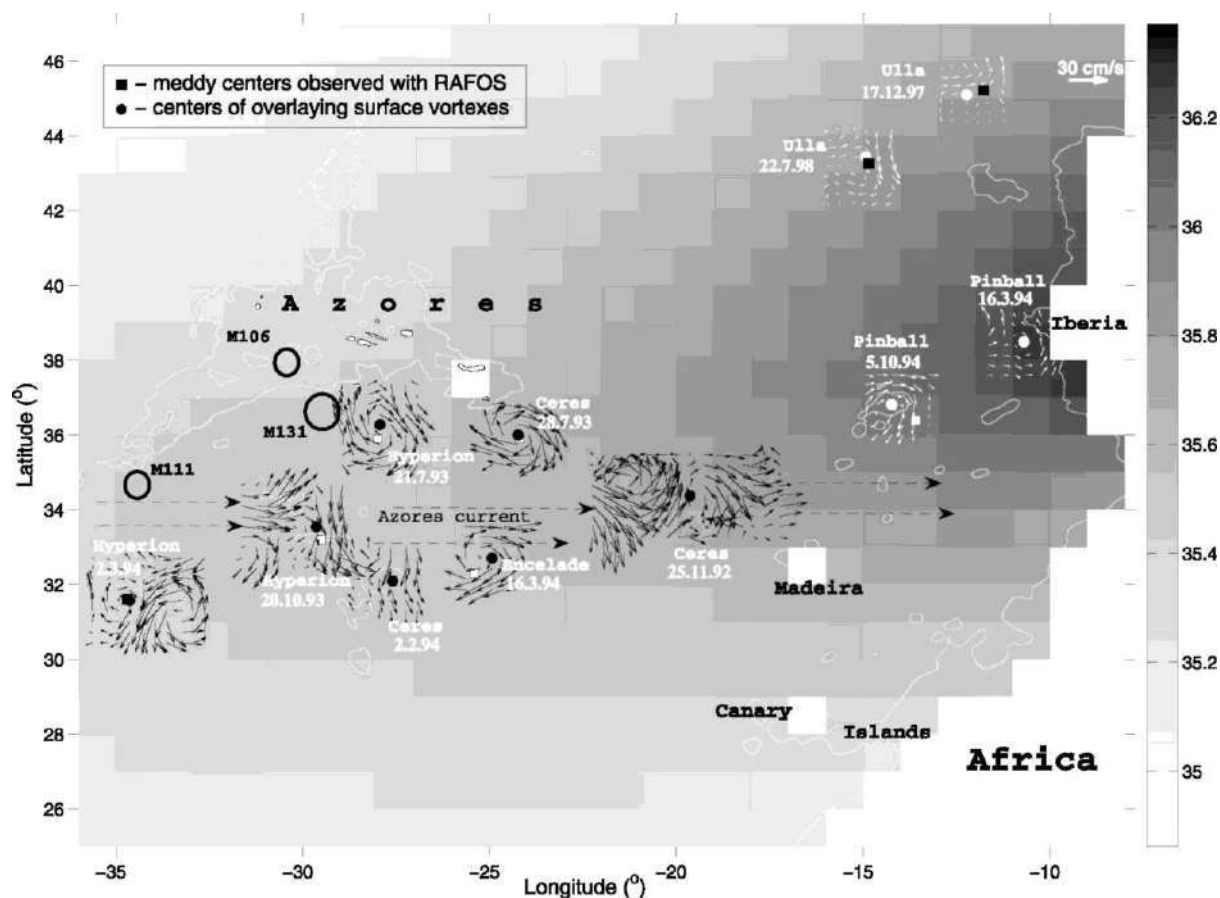 46
44
42
40
38
36
34
32
30
28
26
Latitude (º)
– meddy centers observed with RAFOS
– centers of overlaying surface vortexes
Ulla
17.12.97
30 cm/s
Ulla
22.7.98
Azores
M106
M131
M111
Pinball
16.3.94
Iberia
Pinball
5.10.94
Ceres
28.7.93
Hyperion
21.7.93
Azores current
Hyperion
2.3.94
Hyperion
20.10.93
Encelade
16.3.94
Ceres
25.11.92
Ceres
2.2.94
Madeira
Canary
Islands
Africa
−35
−30
−25
−20
−15
−10
Longitude (º)
36.2
36
35.8
35.6
35.4
35.2
35